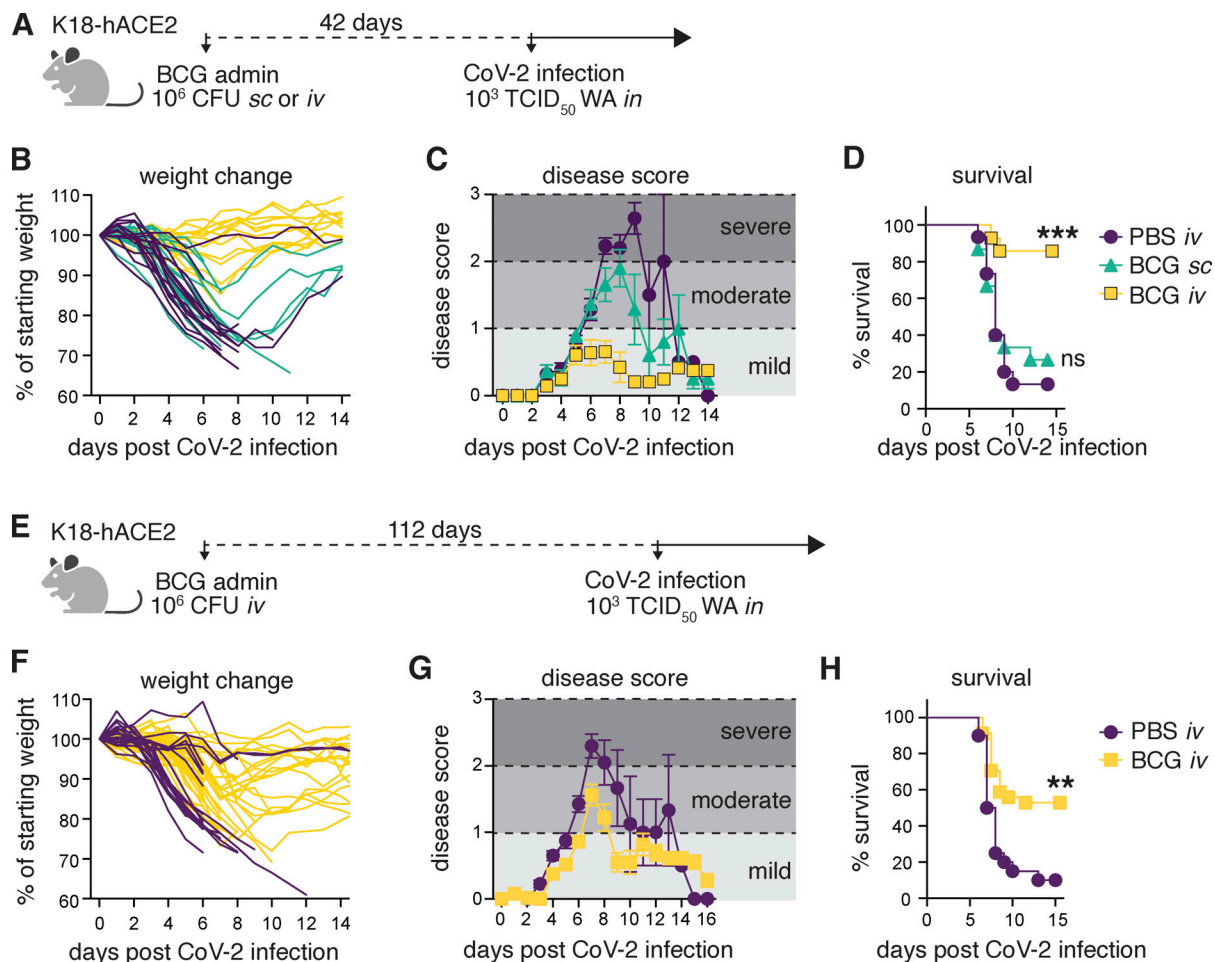 A
K18-hACE2
42 days
BCG admin
10⁶ CFU sc or iv
CoV-2 infection
10³ TCID₅₀ WA in
B
weight change
% of starting weight
110
100
90
80
70
60
0 2 4 6 8 10 12 14
days post CoV-2 infection
C
disease score
disease score
3
2
1
0
severe
moderate
mild
0 2 4 6 8 10 12 14
days post CoV-2 infection
D
survival
% survival
100
80
60
40
20
0
***
ns
0 5 10 15
days post CoV-2 infection
PBS iv
BCG sc
BCG iv
E
K18-hACE2
112 days
BCG admin
10⁶ CFU iv
CoV-2 infection
10³ TCID₅₀ WA in
F
weight change
% of starting weight
110
100
90
80
70
60
0 2 4 6 8 10 12 14
days post CoV-2 infection
G
disease score
disease score
3
2
1
0
severe
moderate
mild
0 2 4 6 8 10 12 14 16
days post CoV-2 infection
H
survival
% survival
100
80
60
40
20
0
**
0 5 10 15
days post CoV-2 infection
PBS iv
BCG iv